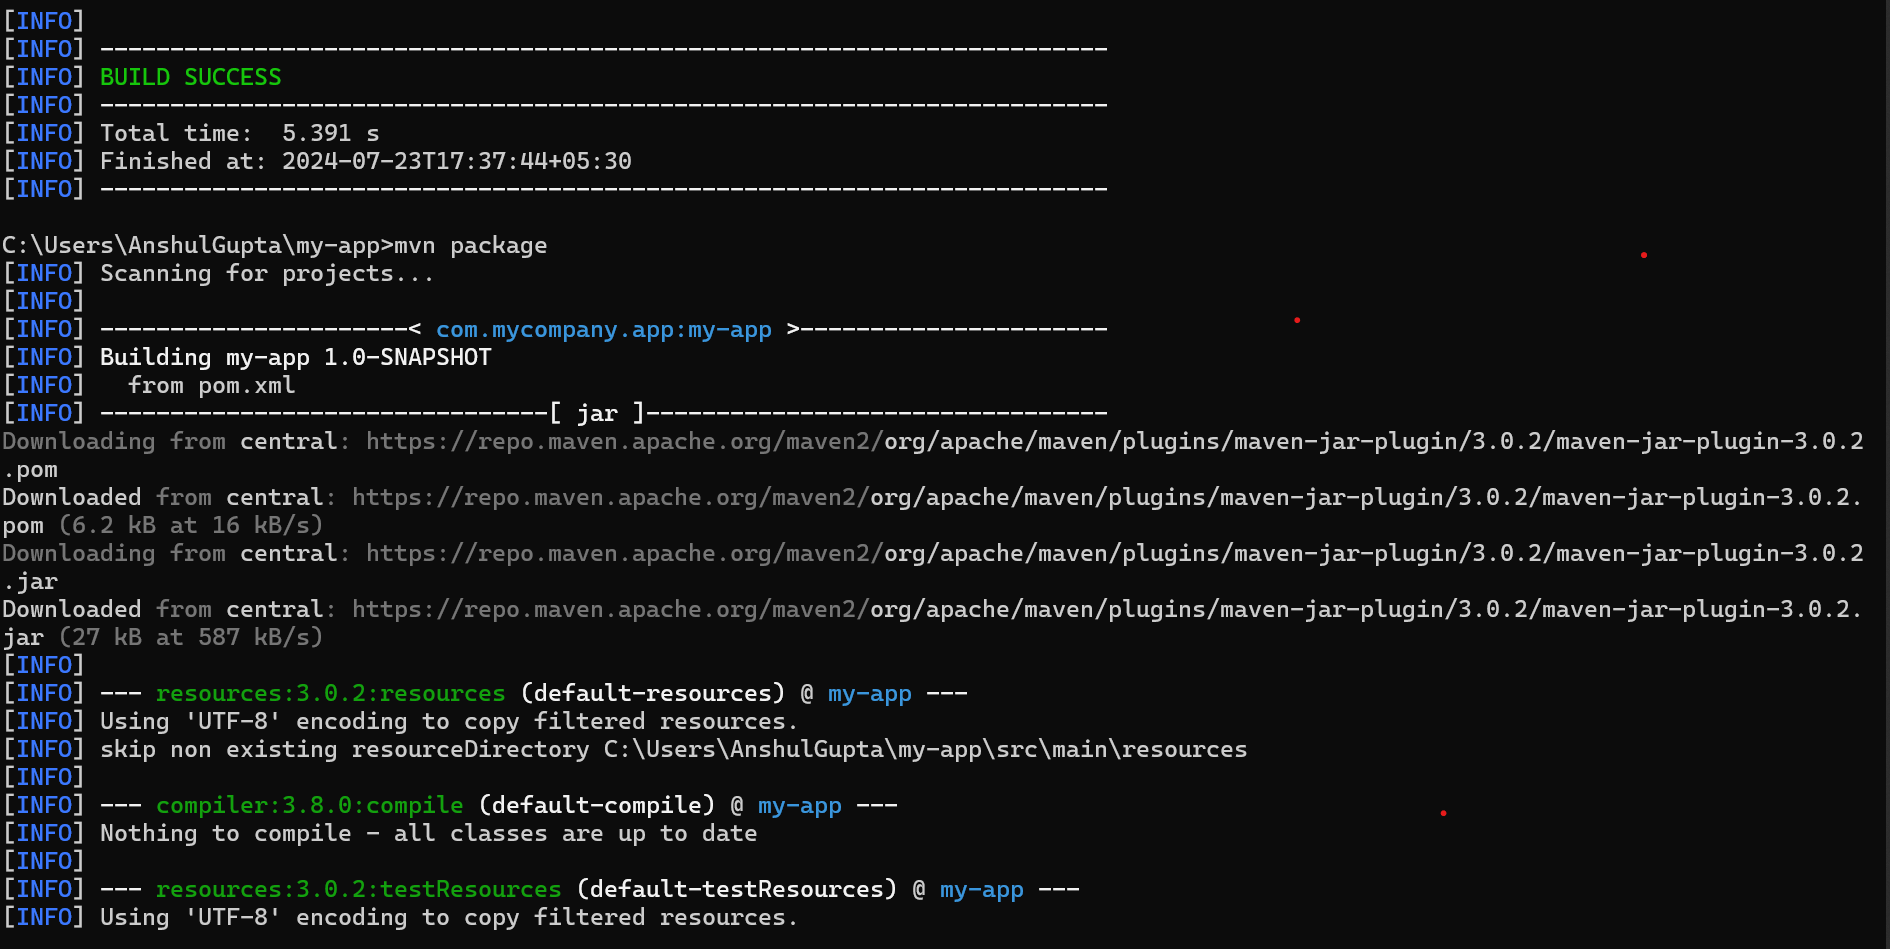 [INFO]
[INFO] ------------------------------------------------------------------------
[INFO] BUILD SUCCESS
[INFO] ------------------------------------------------------------------------
[INFO] Total time:  5.391 s
[INFO] Finished at: 2024-07-23T17:37:44+05:30
[INFO] ------------------------------------------------------------------------

C:\Users\AnshulGupta\my-app>mvn package
[INFO] Scanning for projects...
[INFO]
[INFO] ----------------------< com.mycompany.app:my-app >----------------------
[INFO] Building my-app 1.0-SNAPSHOT
[INFO]   from pom.xml
[INFO] --------------------------------[ jar ]---------------------------------
Downloading from central: https://repo.maven.apache.org/maven2/org/apache/maven/plugins/maven-jar-plugin/3.0.2/maven-jar-plugin-3.0.2
.pom
Downloaded from central: https://repo.maven.apache.org/maven2/org/apache/maven/plugins/maven-jar-plugin/3.0.2/maven-jar-plugin-3.0.2.
pom (6.2 kB at 16 kB/s)
Downloading from central: https://repo.maven.apache.org/maven2/org/apache/maven/plugins/maven-jar-plugin/3.0.2/maven-jar-plugin-3.0.2
.jar
Downloaded from central: https://repo.maven.apache.org/maven2/org/apache/maven/plugins/maven-jar-plugin/3.0.2/maven-jar-plugin-3.0.2.
jar (27 kB at 587 kB/s)
[INFO]
[INFO] --- resources:3.0.2:resources (default-resources) @ my-app ---
[INFO] Using 'UTF-8' encoding to copy filtered resources.
[INFO] skip non existing resourceDirectory C:\Users\AnshulGupta\my-app\src\main\resources
[INFO]
[INFO] --- compiler:3.8.0:compile (default-compile) @ my-app ---
[INFO] Nothing to compile - all classes are up to date
[INFO]
[INFO] --- resources:3.0.2:testResources (default-testResources) @ my-app ---
[INFO] Using 'UTF-8' encoding to copy filtered resources.